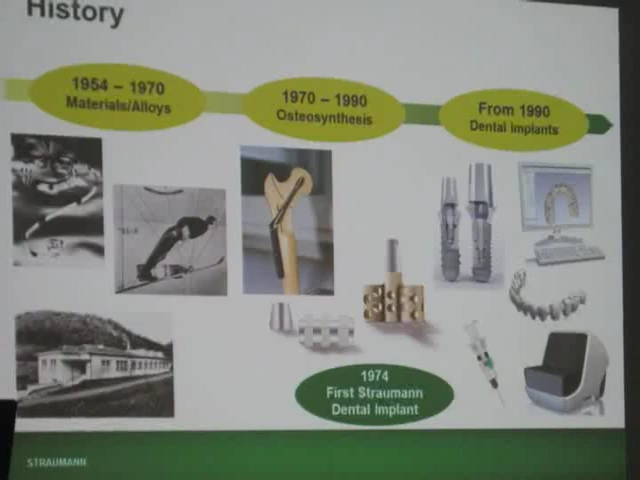 History
1954 – 1970
Materials/Alloys
1970 – 1990
Osteosynthesis
From 1990
Dental Implants
1974
First Straumann
Dental Implant
STRAUMANN